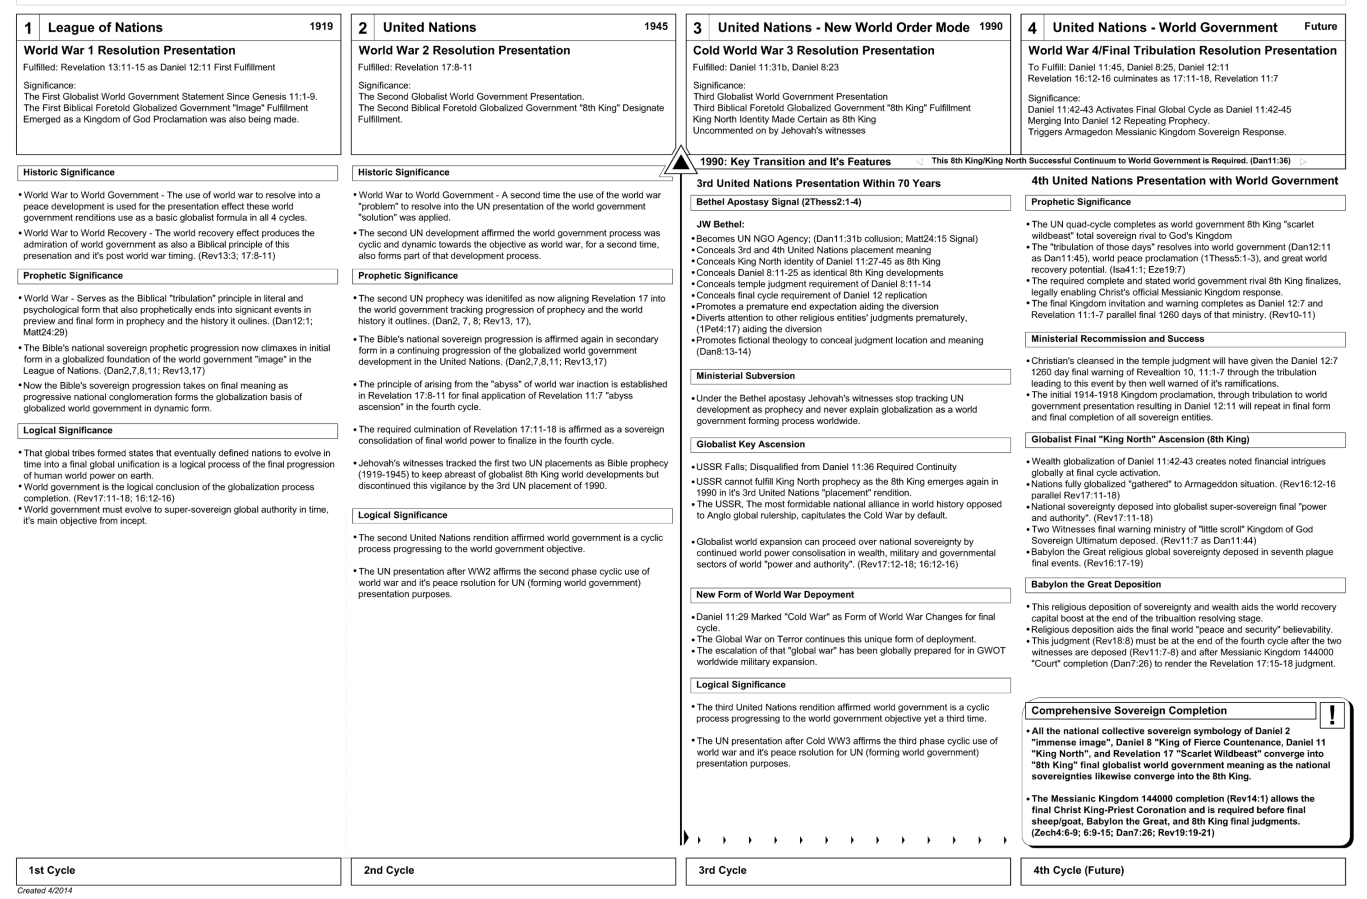 1 League of Nations 1919
World War 1 Resolution Presentation
Fulfilled: Revelation 13:11-15 as Daniel 12:11 First Fulfillment
Significance:
The First Globalist World Government Statement Since Genesis 11:1-9.
The First Biblical Foretold Globalized Government "Image" Fulfillment
Emerged as a Kingdom of God Proclamation was also being made.
Historic Significance
•World War to World Government - The use of world war to resolve into a
peace development is used for the presentation effect these world
government renditions use as a basic globalist formula in all 4 cycles.
•World War to World Recovery - The world recovery effect produces the
admiration of world government as also a Biblical principle of this
presenation and it's post world war timing. (Rev13:3; 17:8-11)
Prophetic Significance
•World War - Serves as the Biblical "tribulation" principle in literal and
psychological form that also prophetically ends into signicant events in
preview and final form in prophecy and the history it oulines. (Dan12:1;
Matt24:29)
•The Bible's national sovereign prophetic progression now climaxes in initial
form in a globalized foundation of the world government "image" in the
League of Nations. (Dan2,7,8,11; Rev13,17)
•Now the Bible's sovereign progression takes on final meaning as
progressive national conglomeration forms the globalization basis of
globalized world government in dynamic form.
Logical Significance
•That global tribes formed states that eventually defined nations to evolve in
time into a final global unification is a logical process of the final progression
of human world power on earth.
•World government is the logical conclusion of the globalization process
completion. (Rev17:11-18; 16:12-16)
•World government must evolve to super-sovereign global authority in time,
it's main objective from incept.
1st Cycle
Created 4/2014
2 United Nations 1945
World War 2 Resolution Presentation
Fulfilled: Revelation 17:8-11
Significance:
The Second Globalist World Government Presentation.
The Second Biblical Foretold Globalized Government "8th King" Designate
Fulfillment.
Historic Significance
•World War to World Government - A second time the use of the world war
"problem" to resolve into the UN presentation of the world government
"solution" was applied.
•The second UN development affirmed the world government process was
cyclic and dynamic towards the objective as world war, for a second time,
also forms part of that development process.
Prophetic Significance
•The second UN prophecy was idenitifed as now aligning Revelation 17 into
the world government tracking progression of prophecy and the world
history it outlines. (Dan2, 7, 8; Rev13, 17),
•The Bible's national sovereign progression is affirmed again in secondary
form in a continuing progression of the globalized world government
development in the United Nations. (Dan2,7,8,11; Rev13,17)
•The principle of arising from the "abyss" of world war inaction is established
in Revelation 17:8-11 for final application of Revelation 11:7 "abyss
ascension" in the fourth cycle.
•The required culmination of Revelation 17:11-18 is affirmed as a sovereign
consolidation of final world power to finalize in the fourth cycle.
•Jehovah's witnesses tracked the first two UN placements as Bible prophecy
(1919-1945) to keep abreast of globalist 8th King world developments but
discontinued this vigilance by the 3rd UN placement of 1990.
Logical Significance
•The second United Nations rendition affirmed world government is a cyclic
process progressing to the world government objective.
•The UN presentation after WW2 affirms the second phase cyclic use of
world war and it's peace rsolution for UN (forming world government)
presentation purposes.
2nd Cycle
3 United Nations - New World Order Mode 1990
Cold World War 3 Resolution Presentation
Fulfilled: Daniel 11:31b, Daniel 8:23
Significance:
Third Globalist World Government Presentation
Third Biblical Foretold Globalized Government "8th King" Fulfillment
King North Identity Made Certain as 8th King
Uncommented on by Jehovah's witnesses
1990: Key Transition and It's Features
This 8th King/King North Successful Continuum to World Government is Required. (Dan11:36)
3rd United Nations Presentation Within 70 Years
Bethel Apostasy Signal (2Thess2:1-4)
JW Bethel:
•Becomes UN NGO Agency; (Dan11:31b collusion; Matt24:15 Signal)
•Conceals 3rd and 4th United Nations placement meaning
•Conceals King North identity of Daniel 11:27-45 as 8th King
•Conceals Daniel 8:11-25 as identical 8th King developments
•Conceals temple judgment requirement of Daniel 8:11-14
•Conceals final cycle requirement of Daniel 12 replication
•Promotes a premature end expectation aiding the diversion
•Diverts attention to other religious entities' judgments prematurely,
(1Pet4:17) aiding the diversion
•Promotes fictional theology to conceal judgment location and meaning
(Dan8:13-14)
Ministerial Subversion
•Under the Bethel apostasy Jehovah's witnesses stop tracking UN
development as prophecy and never explain globalization as a world
government forming process worldwide.
Globalist Key Ascension
•USSR Falls; Disqualified from Daniel 11:36 Required Continuity
•USSR cannot fulfill King North prophecy as the 8th King emerges again in
1990 in it's 3rd United Nations "placement" rendition.
•The USSR, The most formidable national alliance in world history opposed
to Anglo global rulership, capitulates the Cold War by default.
•Globalist world expansion can proceed over national sovereignty by
continued world power consolisation in wealth, military and governmental
sectors of world "power and authority". (Rev17:12-18; 16:12-16)
New Form of World War Depoyment
•Daniel 11:29 Marked "Cold War" as Form of World War Changes for final
cycle.
•The Global War on Terror continues this unique form of deployment.
•The escalation of that "global war" has been globally prepared for in GWOT
worldwide military expansion.
Logical Significance
•The third United Nations rendition affirmed world government is a cyclic
process progressing to the world government objective yet a third time.
•The UN presentation after Cold WW3 affirms the third phase cyclic use of
world war and it's peace rsolution for UN (forming world government)
presentation purposes.
3rd Cycle
4 United Nations - World Government Future
World War 4/Final Tribulation Resolution Presentation
To Fulfill: Daniel 11:45, Daniel 8:25, Daniel 12:11
Revelation 16:12-16 culminates as 17:11-18, Revelation 11:7
Significance:
Daniel 11:42-43 Activates Final Global Cycle as Daniel 11:42-45
Merging Into Daniel 12 Repeating Prophecy.
Triggers Armagedon Messianic Kingdom Sovereign Response.
4th United Nations Presentation with World Government
Prophetic Significance
•The UN quad-cycle completes as world government 8th King "scarlet
wildbeast" total sovereign rival to God's Kingdom
•The "tribulation of those days" resolves into world government (Dan12:11
as Dan11:45), world peace proclamation (1Thess5:1-3), and great world
recovery potential. (Isa41:1; Eze19:7)
•The required complete and stated world government rival 8th King finalizes,
legally enabling Christ's official Messianic Kingdom response.
•The final Kingdom invitation and warning completes as Daniel 12:7 and
Revelation 11:1-7 parallel final 1260 days of that ministry. (Rev10-11)
Ministerial Recommission and Success
•Christian's cleansed in the temple judgment will have given the Daniel 12:7
1260 day final warning of Revealtion 10, 11:1-7 through the tribulation
leading to this event by then well warned of it's ramifications.
•The initial 1914-1918 Kingdom proclamation, through tribulation to world
government presentation resulting in Daniel 12:11 will repeat in final form
and final completion of all sovereign entities.
Globalist Final "King North" Ascension (8th King)
•Wealth globalization of Daniel 11:42-43 creates noted financial intrigues
globally at final cycle activation.
•Nations fully globalized "gathered" to Armageddon situation. (Rev16:12-16
parallel Rev17:11-18)
•National sovereignty deposed into globalist super-sovereign final "power
and authority". (Rev17:11-18)
•Two Witnesses final warning ministry of "little scroll" Kingdom of God
Sovereign Ultimatum deposed. (Rev11:7 as Dan11:44)
•Babylon the Great religious global sovereignty deposed in seventh plague
final events. (Rev16:17-19)
Babylon the Great Deposition
•This religious deposition of sovereignty and wealth aids the world recovery
capital boost at the end of the tribualtion resolving stage.
•Religious deposition aids the final world "peace and security" believability.
•This judgment (Rev18:8) must be at the end of the fourth cycle after the two
witnesses are deposed (Rev11:7-8) and after Messianic Kingdom 144000
"Court" completion (Dan7:26) to render the Revelation 17:15-18 judgment.
Comprehensive Sovereign Completion !
•All the national collective sovereign symbology of Daniel 2
"immense image", Daniel 8 "King of Fierce Countenance, Daniel 11
"King North", and Revelation 17 "Scarlet Wildbeast" converge into
"8th King" final globalist world government meaning as the national
sovereignties likewise converge into the 8th King.
•The Messianic Kingdom 144000 completion (Rev14:1) allows the
final Christ King-Priest Coronation and is required before final
sheep/goat, Babylon the Great, and 8th King final judgments.
(Zech4:6-9; 6:9-15; Dan7:26; Rev19:19-21)
4th Cycle (Future)